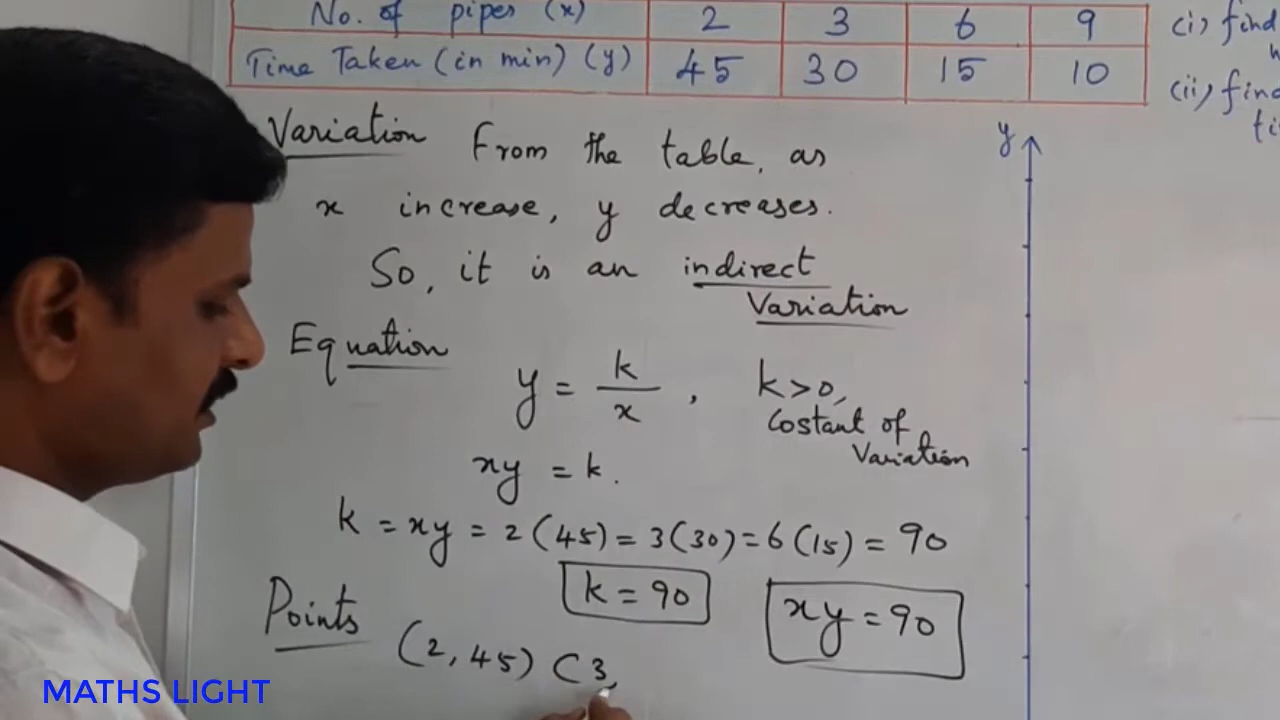 No. of pipes (x) 2 3 6 9
Time Taken (in min) (y) 45 30 15 10
(i) find
(ii) find
Variation From the table, as
x increase, y decreases.
So, it is an indirect
Variation
Equation
y = k/x , k>0,
Costant of
Variation
xy = k.
k = xy = 2(45) = 3(30) = 6(15) = 90
k = 90
xy = 90
Points (2, 45) (3,
y
MATHS LIGHT